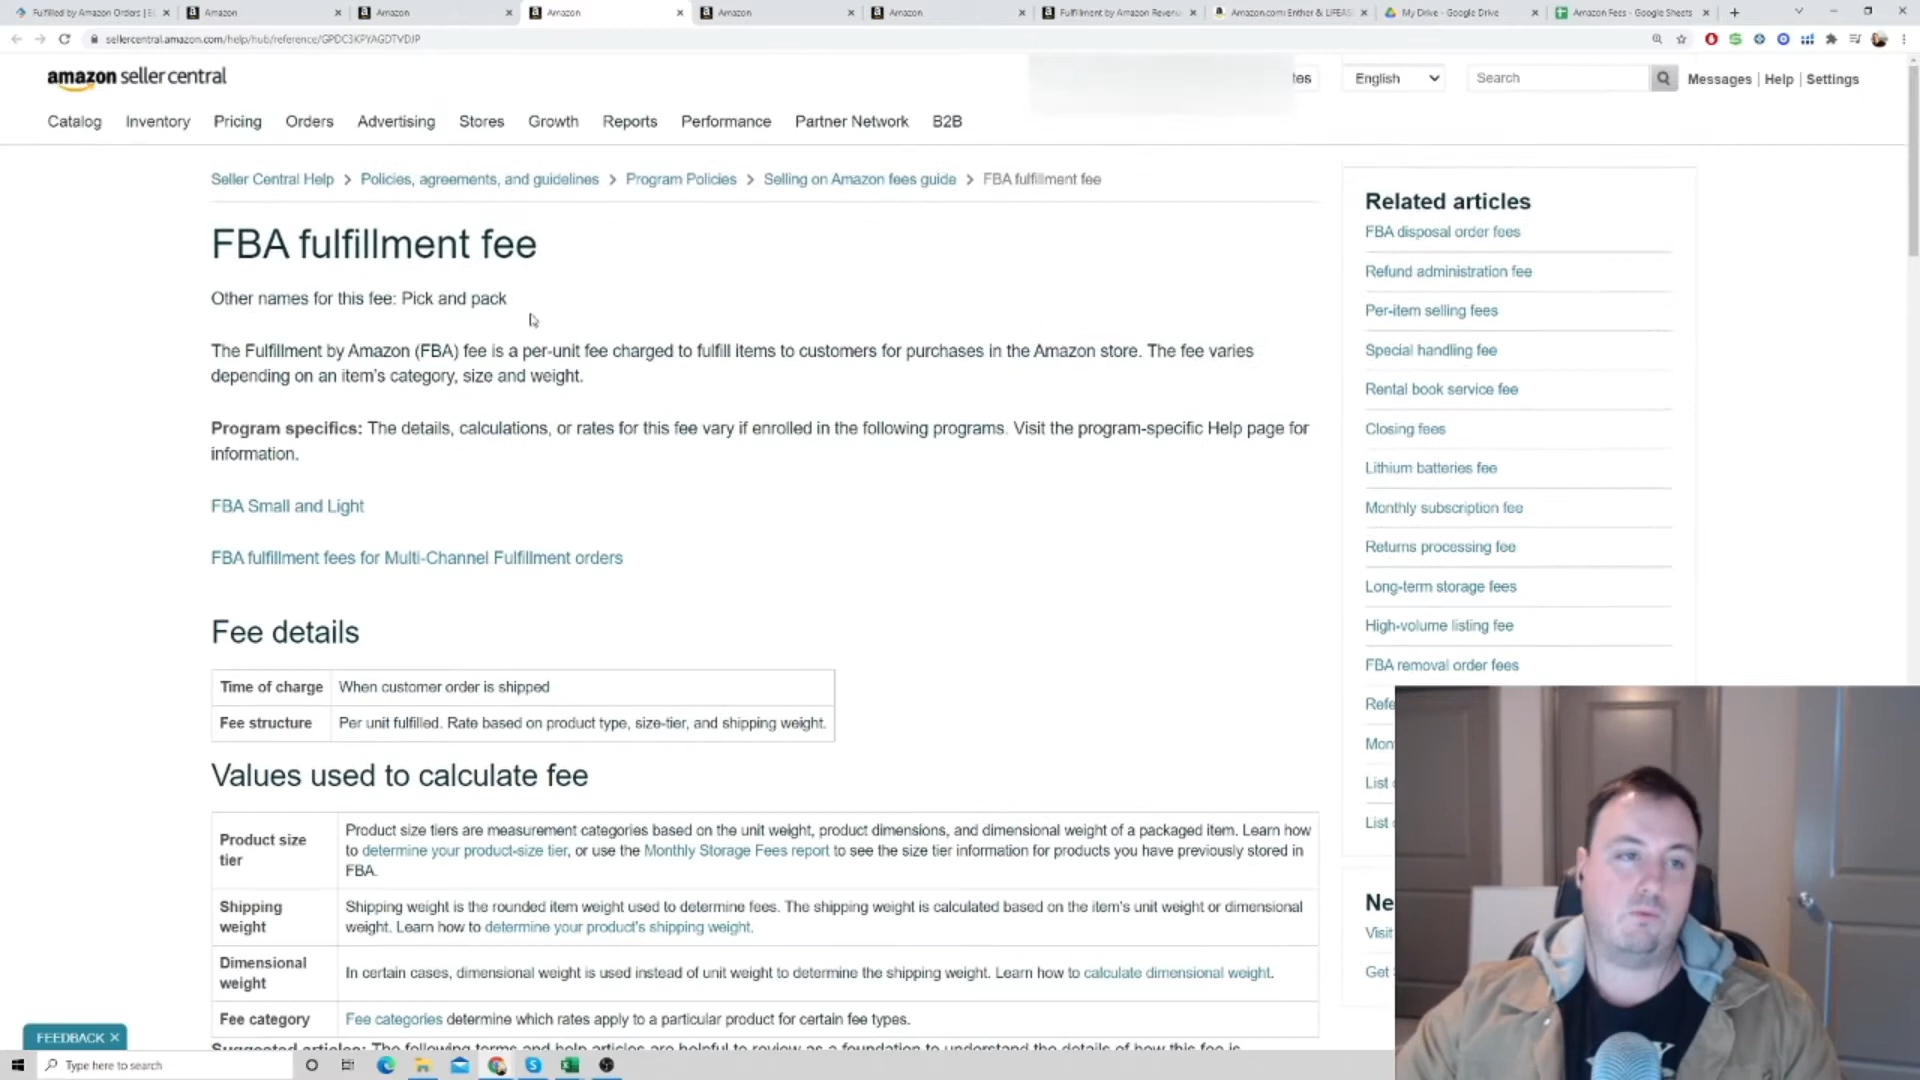 Fulfilled by Amazon Orders | El
Amazon
Amazon
Amazon
Amazon
Amazon
Fulfillment by Amazon Revenu
Amazon.com: Enther & LIFEAS
My Drive - Google Drive
Amazon Fees - Google Sheets
sellercentral.amazon.com/help/hub/reference/GPDC3KPYAGDTVDJP
amazon seller central
tes
English
Search
Messages | Help | Settings
Catalog
Inventory
Pricing
Orders
Advertising
Stores
Growth
Reports
Performance
Partner Network
B2B
Seller Central Help > Policies, agreements, and guidelines > Program Policies > Selling on Amazon fees guide > FBA fulfillment fee
FBA fulfillment fee
Other names for this fee: Pick and pack
The Fulfillment by Amazon (FBA) fee is a per-unit fee charged to fulfill items to customers for purchases in the Amazon store. The fee varies
depending on an item's category, size and weight.
Program specifics: The details, calculations, or rates for this fee vary if enrolled in the following programs. Visit the program-specific Help page for
information.
FBA Small and Light
FBA fulfillment fees for Multi-Channel Fulfillment orders
Fee details
Time of charge
When customer order is shipped
Fee structure
Per unit fulfilled. Rate based on product type, size-tier, and shipping weight.
Values used to calculate fee
Product size
tier
Product size tiers are measurement categories based on the unit weight, product dimensions, and dimensional weight of a packaged item. Learn how
to determine your product-size tier, or use the Monthly Storage Fees report to see the size tier information for products you have previously stored in
FBA.
Shipping
weight
Shipping weight is the rounded item weight used to determine fees. The shipping weight is calculated based on the item's unit weight or dimensional
weight. Learn how to determine your product's shipping weight.
Dimensional
weight
In certain cases, dimensional weight is used instead of unit weight to determine the shipping weight. Learn how to calculate dimensional weight.
Fee category
Fee categories determine which rates apply to a particular product for certain fee types.
Suggested articles: The following terms and help articles are helpful to review as a foundation to understand the details of how this fee is
Related articles
FBA disposal order fees
Refund administration fee
Per-item selling fees
Special handling fee
Rental book service fee
Closing fees
Lithium batteries fee
Monthly subscription fee
Returns processing fee
Long-term storage fees
High-volume listing fee
FBA removal order fees
Refe
Mon
List
List
Ne
Visit
Get
FEEDBACK ×
Type here to search